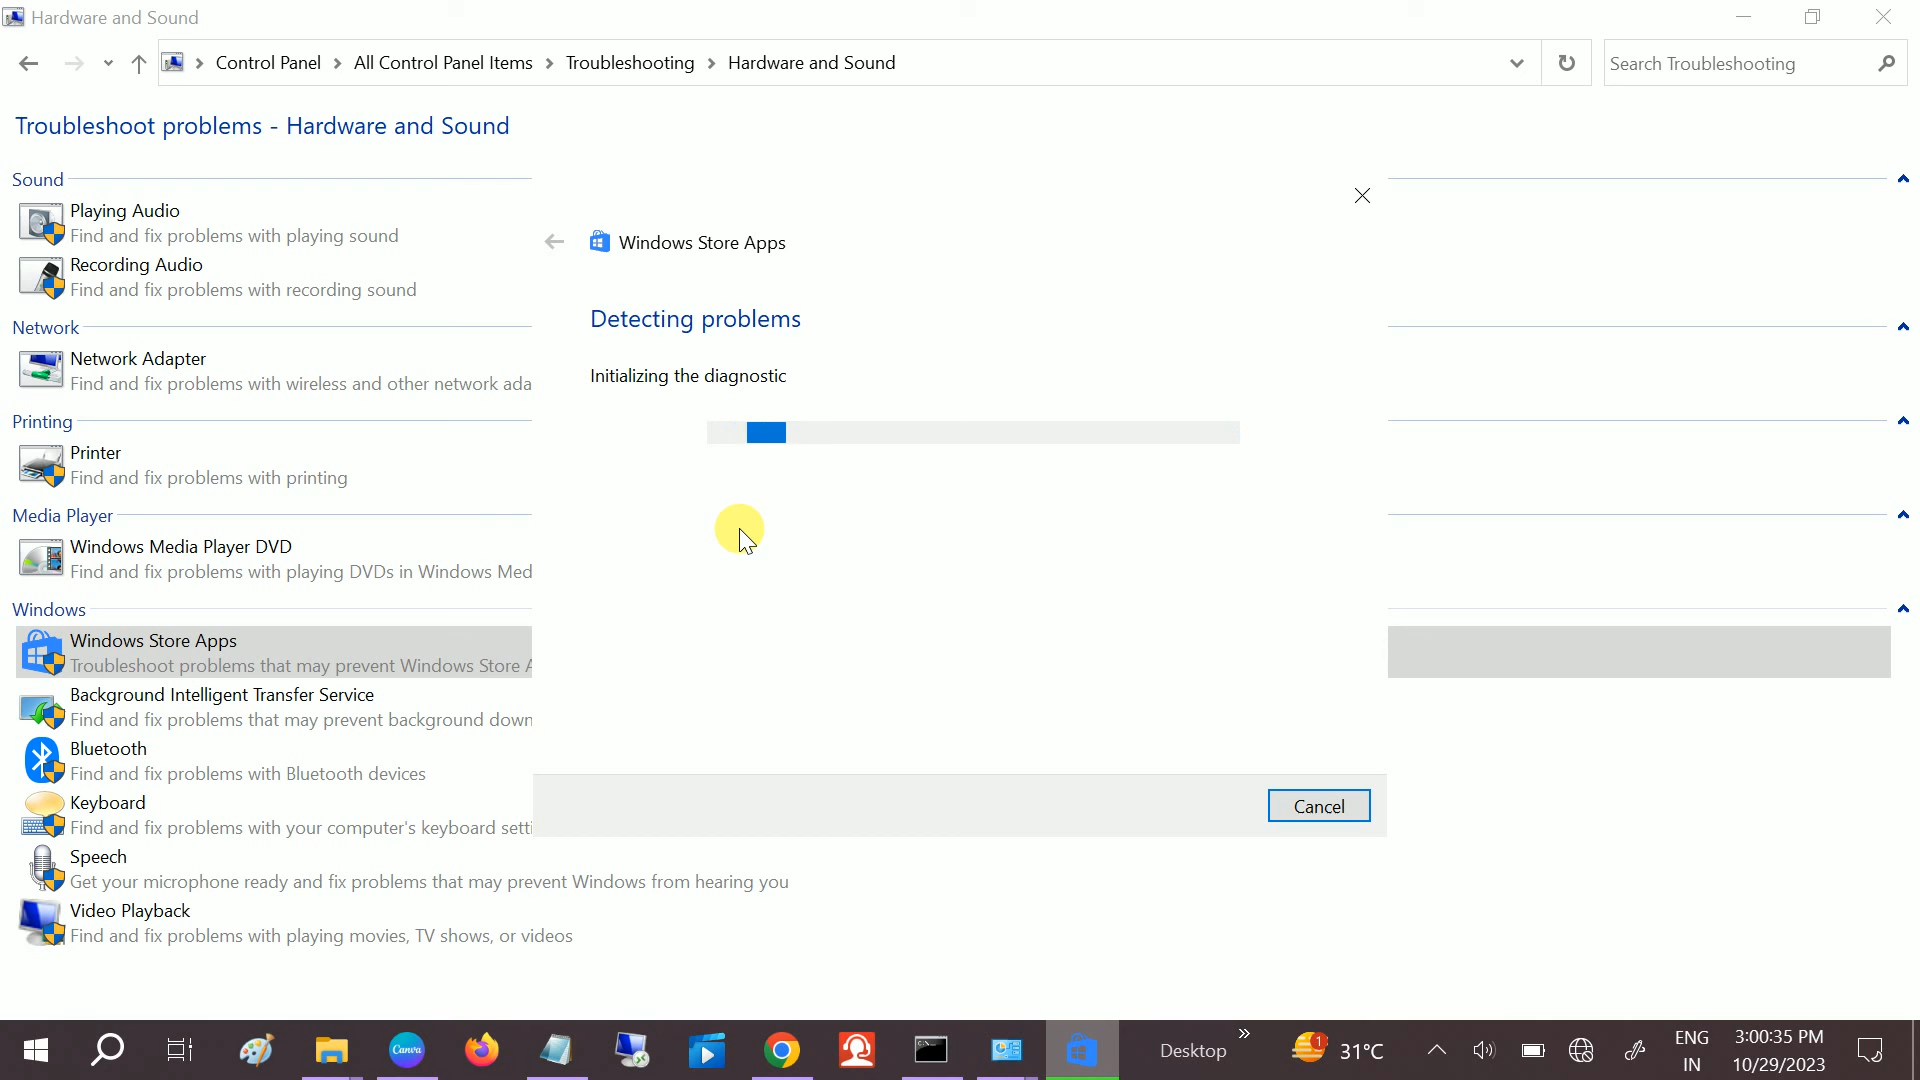 Hardware and Sound
Control Panel > All Control Panel Items > Troubleshooting > Hardware and Sound
Search Troubleshooting
Troubleshoot problems - Hardware and Sound
Sound
Playing Audio
Find and fix problems with playing sound
Recording Audio
Find and fix problems with recording sound
Network
Network Adapter
Find and fix problems with wireless and other network ada
Printing
Printer
Find and fix problems with printing
Media Player
Windows Media Player DVD
Find and fix problems with playing DVDs in Windows Med
Windows
Windows Store Apps
Troubleshoot problems that may prevent Windows Store A
Background Intelligent Transfer Service
Find and fix problems that may prevent background down
Bluetooth
Find and fix problems with Bluetooth devices
Keyboard
Find and fix problems with your computer's keyboard setti
Speech
Get your microphone ready and fix problems that may prevent Windows from hearing you
Video Playback
Find and fix problems with playing movies, TV shows, or videos
Windows Store Apps
Detecting problems
Initializing the diagnostic
Cancel
Canva
Desktop
1
31°C
ENG
IN
3:00:35 PM
10/29/2023